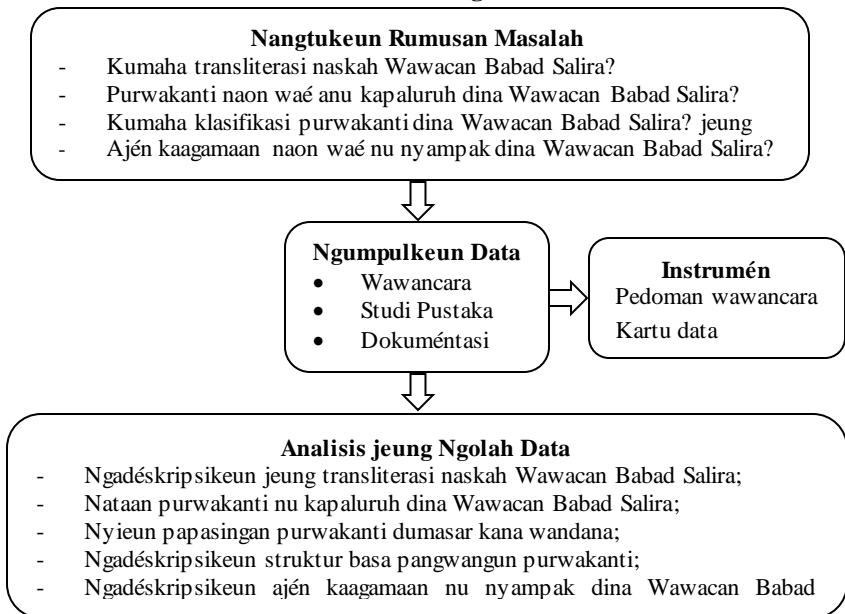 Nangtukeun Rumusan Masalah
- Kumaha transliterasi naskah Wawacan Babad Salira?
- Purwakanti naon waé anu kapaluruh dina Wawacan Babad Salira?
- Kumaha klasifikasi purwakanti dina Wawacan Babad Salira? jeung
- Ajén kaagamaan naon waé nu nyampak dina Wawacan Babad Salira?
Ngumpulkeun Data
• Wawancara
• Studi Pustaka
• Dokuméntasi
Instrumén
Pedoman wawancara
Kartu data
Analisis jeung Ngolah Data
- Ngadéskripsikeun jeung transliterasi naskah Wawacan Babad Salira;
- Nataan purwakanti nu kapaluruh dina Wawacan Babad Salira;
- Nyieun papasingan purwakanti dumasar kana wandana;
- Ngadéskripsikeun struktur basa pangwangun purwakanti;
- Ngadéskripsikeun ajén kaagamaan nu nyampak dina Wawacan Babad